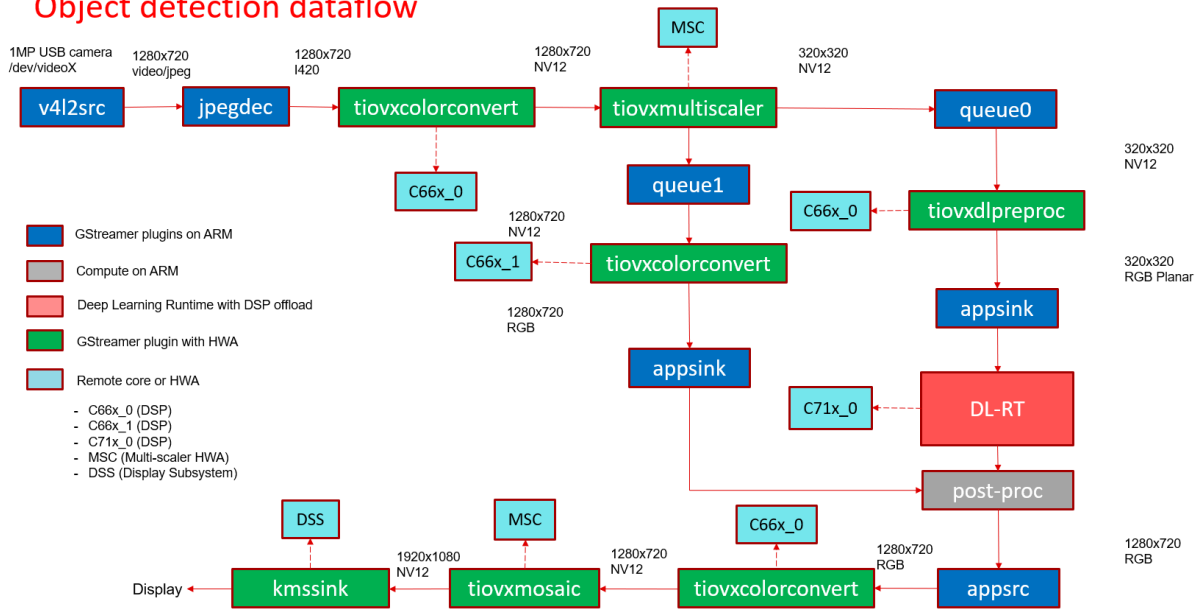 Object detection dataflow
1MP USB camera
/dev/videoX
1280x720
video/jpeg
1280x720
I420
1280x720
NV12
MSC
320x320
NV12
v4l2src
jpegdec
tiovxcolorconvert
tiovxmultiscaler
queue0
320x320
NV12
C66x_0
queue1
C66x_0
tiovxdlpreproc
1280x720
NV12
C66x_1
tiovxcolorconvert
320x320
RGB Planar
GStreamer plugins on ARM
Compute on ARM
Deep Learning Runtime with DSP offload
GStreamer plugin with HWA
Remote core or HWA
- C66x_0 (DSP)
- C66x_1 (DSP)
- C71x_0 (DSP)
- MSC (Multi-scaler HWA)
- DSS (Display Subsystem)
1280x720
RGB
appsink
appsink
C71x_0
DL-RT
post-proc
DSS
MSC
C66x_0
1280x720
RGB
1920x1080
NV12
1280x720
NV12
1280x720
RGB
Display
kmssink
tiovxmosaic
tiovxcolorconvert
appsrc